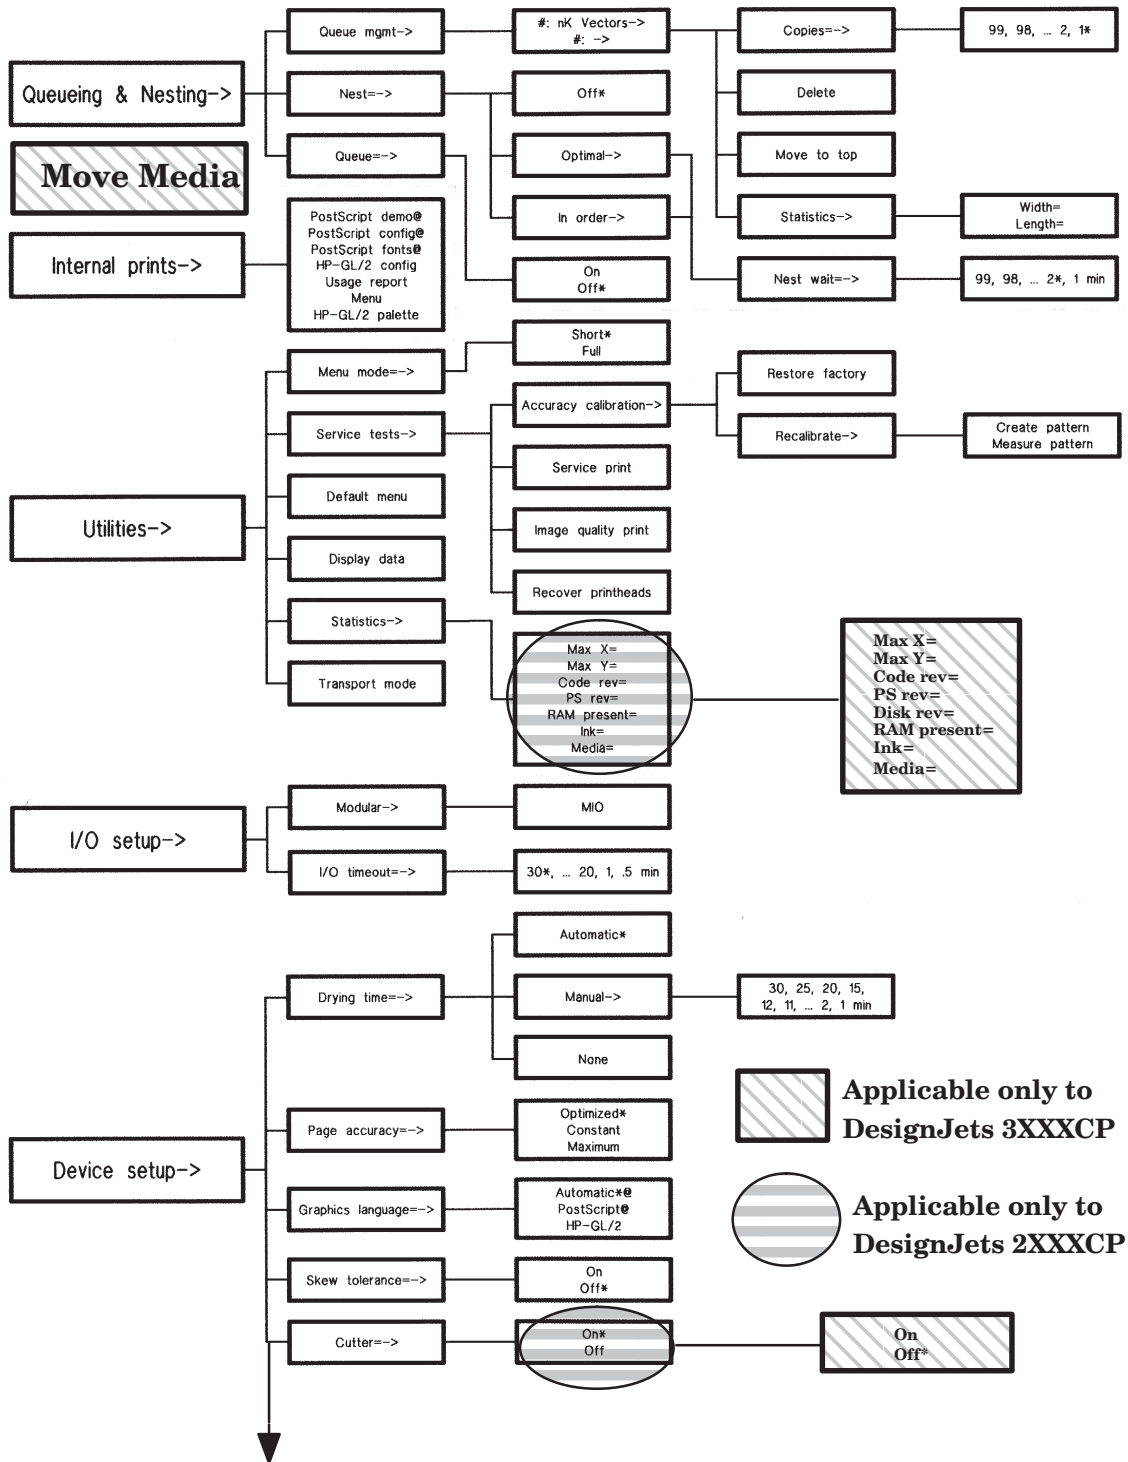 Queueing & Nesting->
Queue mgmt->
#: nK Vectors->
#: ->
Copies=->
99, 98, ... 2, 1*
Delete
Move to top
Statistics->
Width=
Length=
Nest=->
Off*
Optimal->
In order->
Nest wait=->
99, 98, ... 2*, 1 min
Queue=->
On
Off*
Move Media
Internal prints->
PostScript demo@
PostScript config@
PostScript fonts@
HP-GL/2 config
Usage report
Menu
HP-GL/2 palette
Utilities->
Menu mode=->
Short*
Full
Service tests->
Accuracy calibration->
Restore factory
Recalibrate->
Create pattern
Measure pattern
Service print
Image quality print
Recover printheads
Default menu
Display data
Statistics->
Max X=
Max Y=
Code rev=
PS rev=
RAM present=
Ink=
Media=
Max X=
Max Y=
Code rev=
PS rev=
Disk rev=
RAM present=
Ink=
Media=
Transport mode
I/O setup->
Modular->
MIO
I/O timeout=->
30*, ... 20, 1, .5 min
Device setup->
Drying time=->
Automatic*
Manual->
30, 25, 20, 15,
12, 11, ... 2, 1 min
None
Page accuracy=->
Optimized*
Constant
Maximum
Graphics language=->
Automatic*@
PostScript@
HP-GL/2
Skew tolerance=->
On
Off*
Cutter=->
On*
Off
On
Off*
Applicable only to
DesignJets 3XXXCP
Applicable only to
DesignJets 2XXXCP